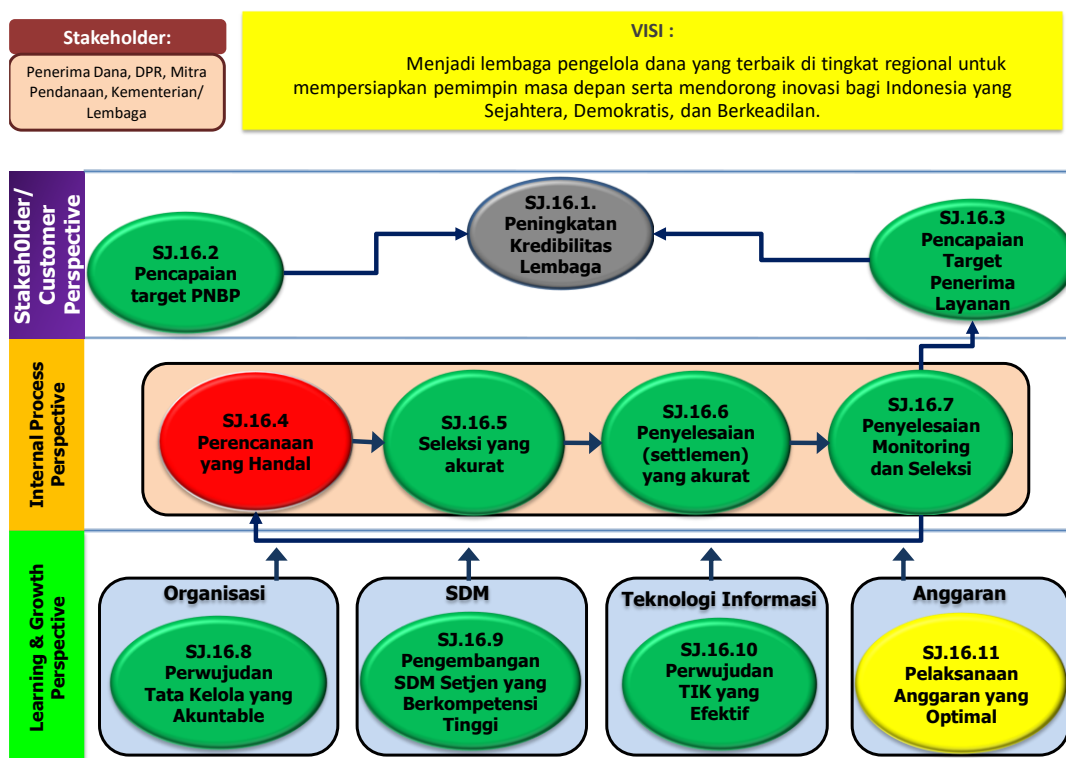 Stakeholder:
Penerima Dana, DPR, Mitra
Pendanaan, Kementerian/
Lembaga
VISI :
Menjadi lembaga pengelola dana yang terbaik di tingkat regional untuk
mempersiapkan pemimpin masa depan serta mendorong inovasi bagi Indonesia yang
Sejahtera, Demokratis, dan Berkeadilan.
Stakeh0lder/
Customer
Perspective
SJ.16.2
Pencapaian
target PNBP
SJ.16.1.
Peningkatan
Kredibilitas
Lembaga
SJ.16.3
Pencapaian
Target
Penerima
Layanan
Internal Process
Perspective
SJ.16.4
Perencanaan
yang Handal
SJ.16.5
Seleksi yang
akurat
SJ.16.6
Penyelesaian
(settlemen)
yang akurat
SJ.16.7
Penyelesaian
Monitoring
dan Seleksi
Learning & Growth
Perspective
Organisasi
SJ.16.8
Perwujudan
Tata Kelola yang
Akuntable
SDM
SJ.16.9
Pengembangan
SDM Setjen yang
Berkompetensi
Tinggi
Teknologi Informasi
SJ.16.10
Perwujudan
TIK yang
Efektif
Anggaran
SJ.16.11
Pelaksanaan
Anggaran yang
Optimal